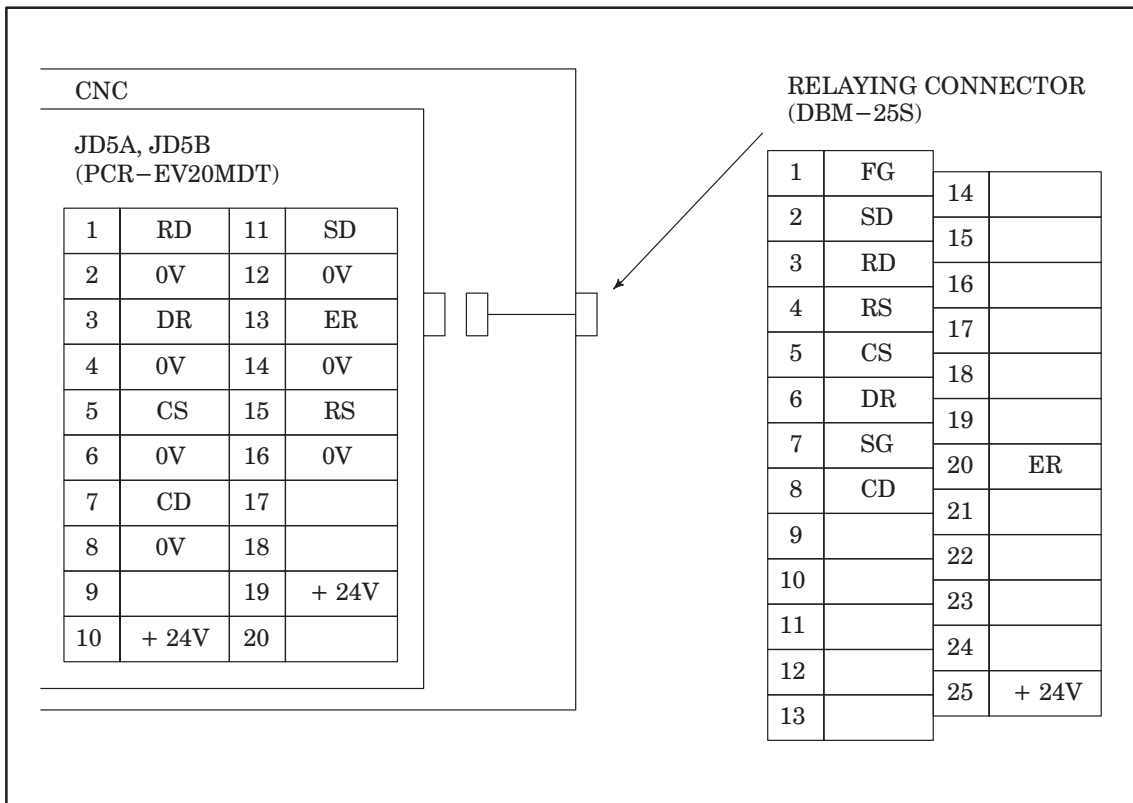 CNC
JD5A, JD5B
(PCR−EV20MDT)
1 RD 11 SD
2 0V 12 0V
3 DR 13 ER
4 0V 14 0V
5 CS 15 RS
6 0V 16 0V
7 CD 17
8 0V 18
9 19 + 24V
10 + 24V 20
RELAYING CONNECTOR
(DBM−25S)
1 FG
2 SD
3 RD
4 RS
5 CS
6 DR
7 SG
8 CD
9
10
11
12
13
14
15
16
17
18
19
20 ER
21
22
23
24
25 + 24V